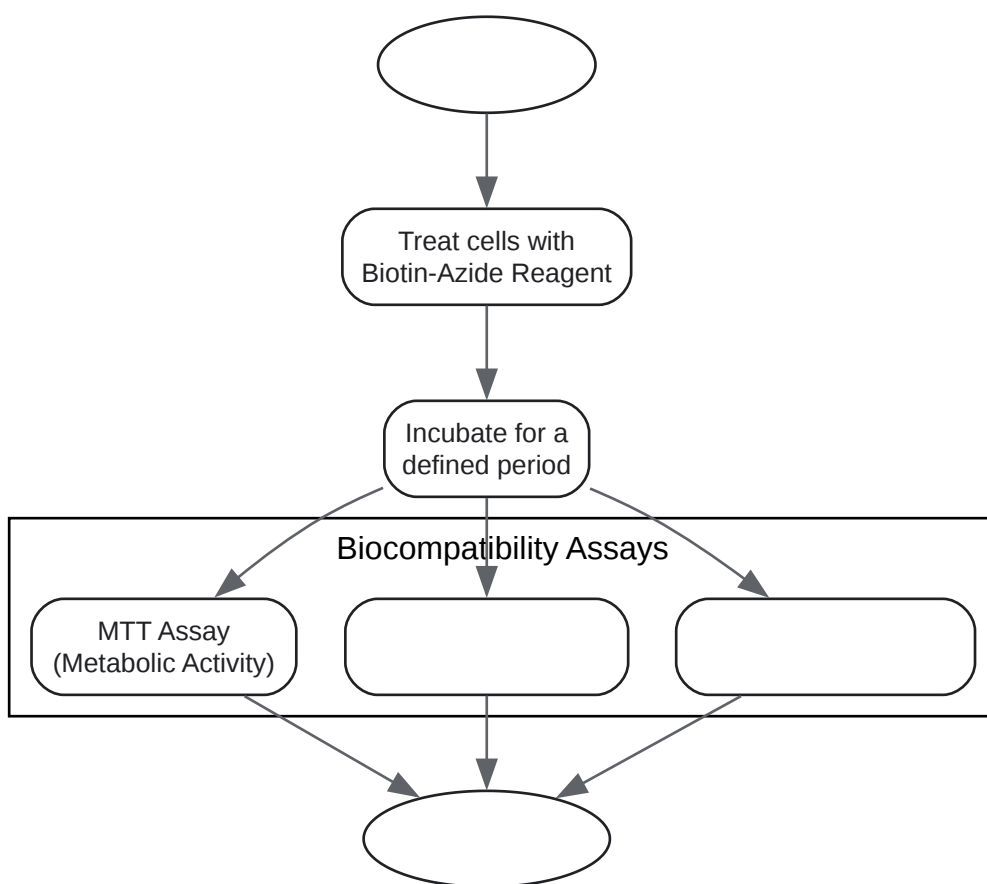 Treat cells with
Biotin-Azide Reagent
Incubate for a
defined period
Biocompatibility Assays
MTT Assay
(Metabolic Activity)